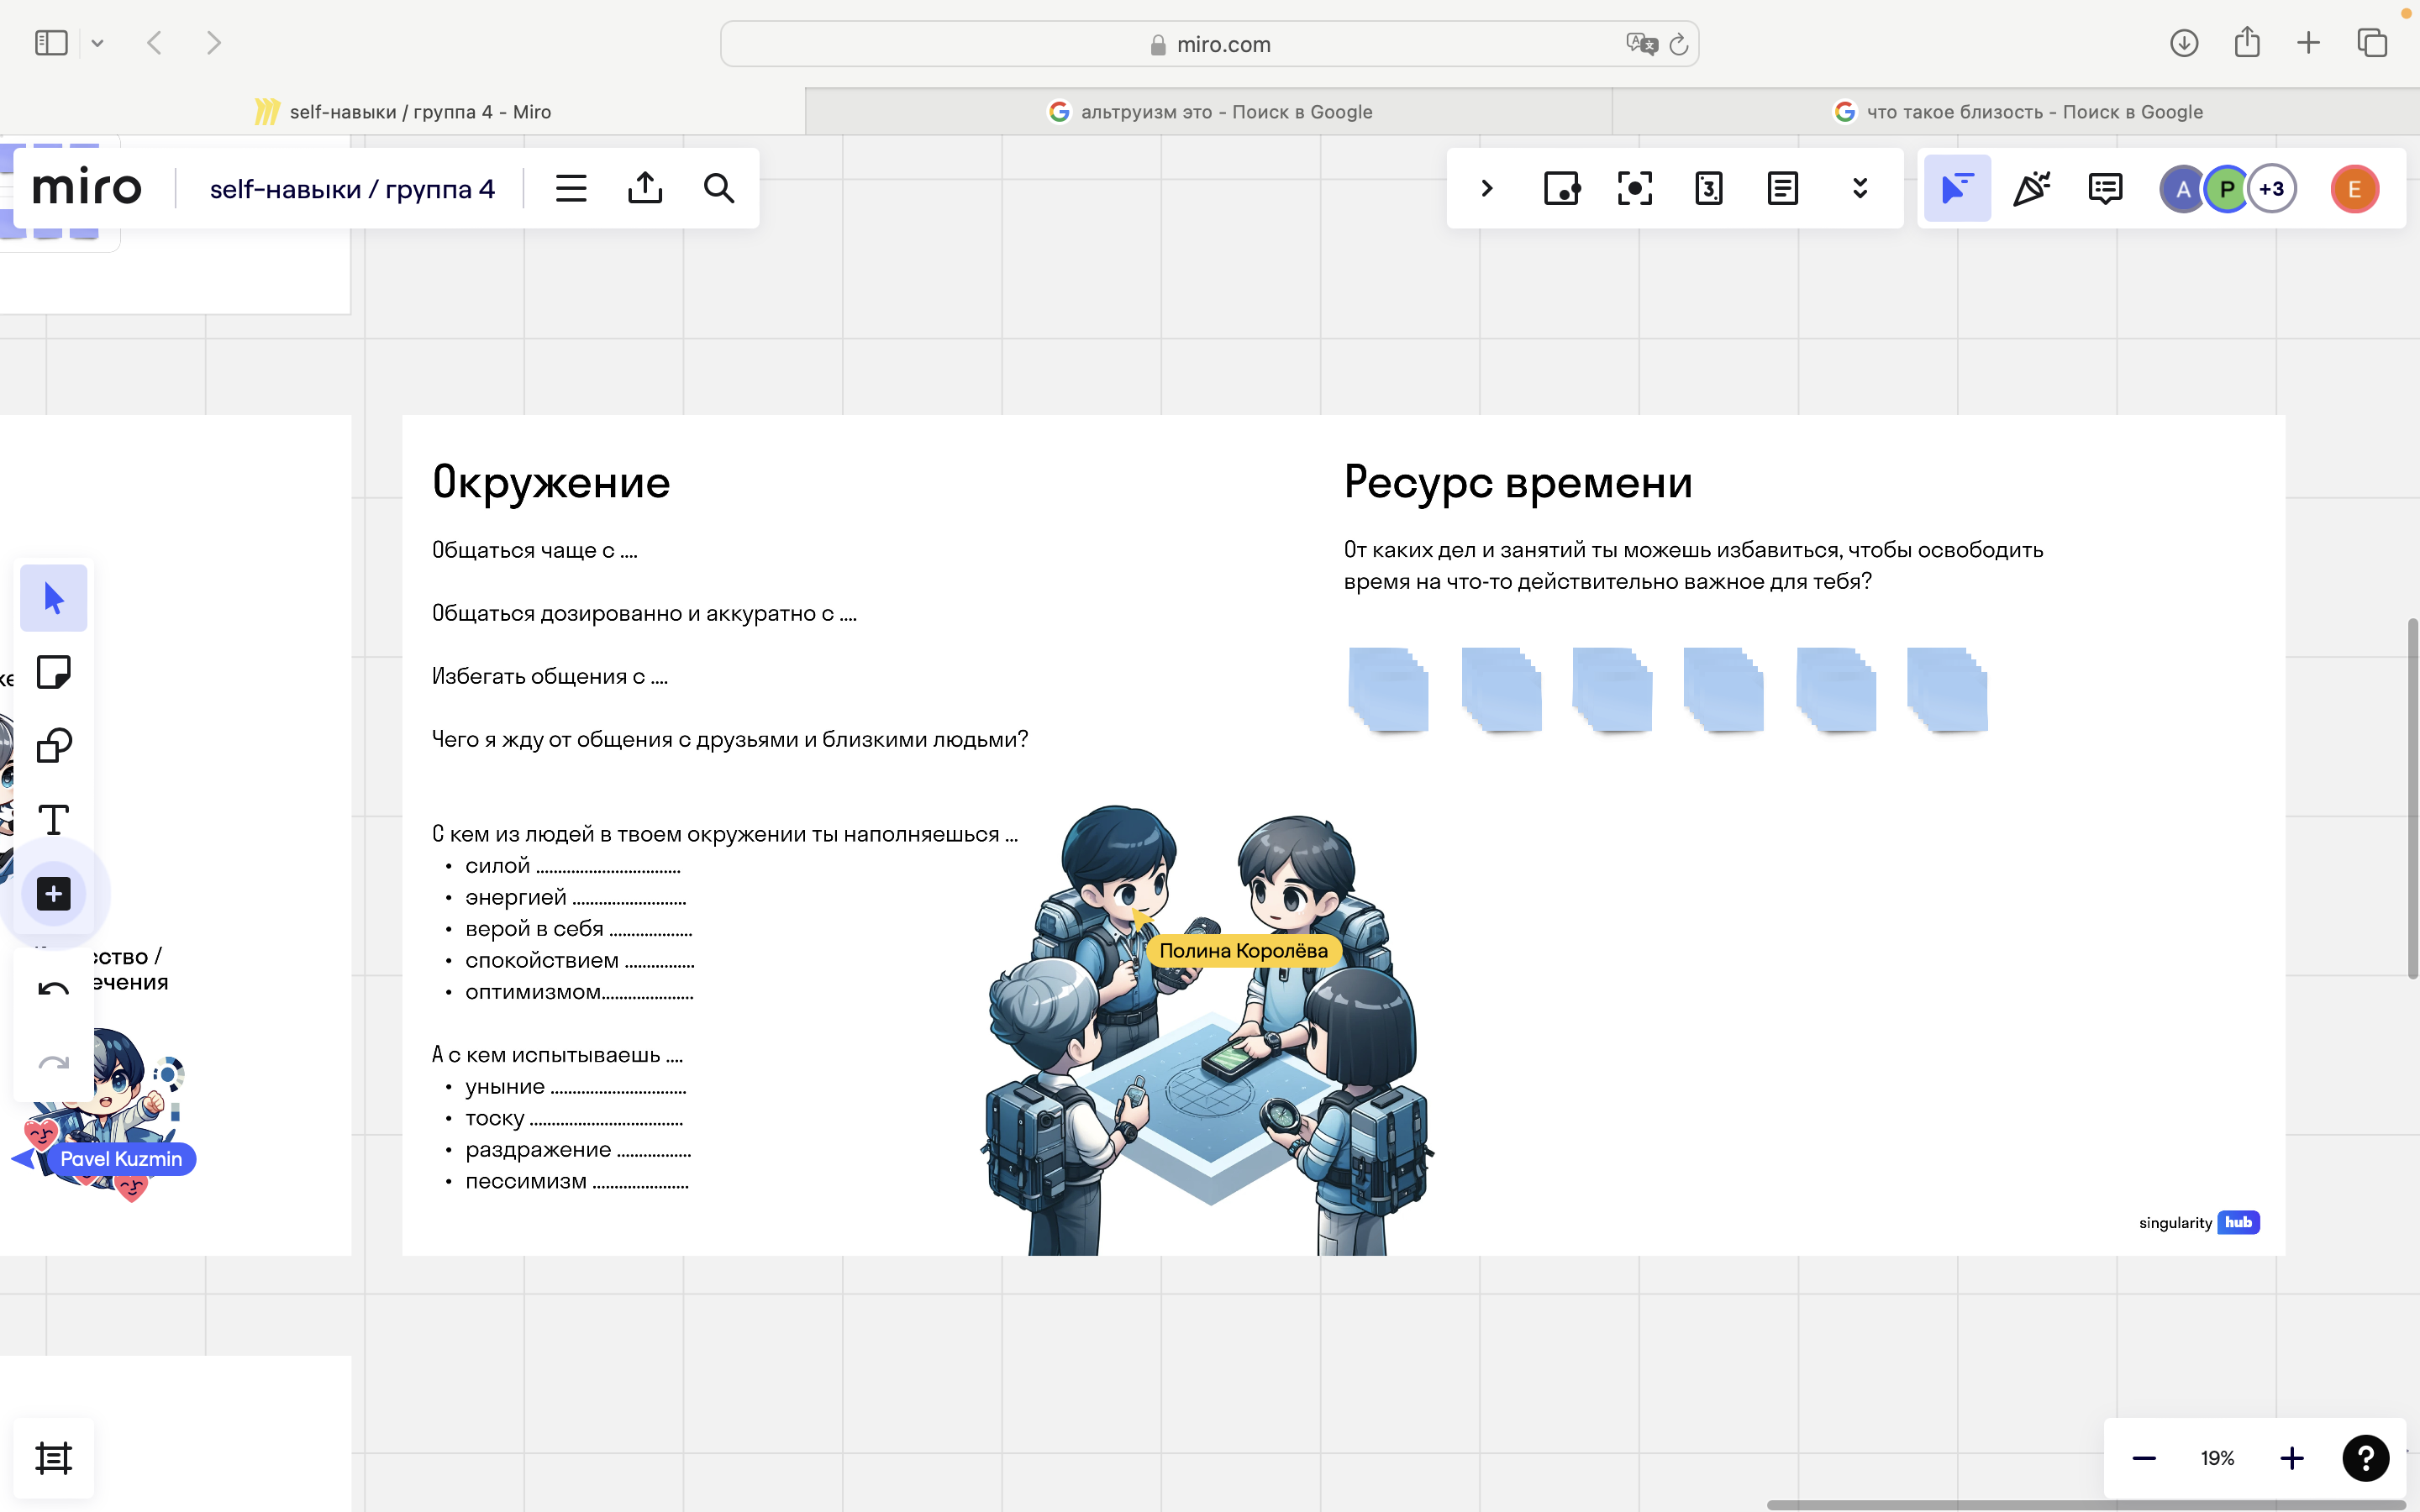 miro.com
self-навыки / группа 4 - Miro
альтруизм это - Поиск в Google
что такое близость - Поиск в Google
miro
self-навыки / группа 4
3
A
P
+3
E
Окружение
Общаться чаще с ....
Общаться дозированно и аккуратно с ....
Избегать общения с ....
Чего я жду от общения с друзьями и близкими людьми?
С кем из людей в твоем окружении ты наполняешься ...
• силой ................................
• энергией .........................
• верой в себя ..................
• спокойствием ...............
• оптимизмом....................
А с кем испытываешь ....
• уныние ..............................
• тоску ..................................
• раздражение ................
• пессимизм .....................
Ресурс времени
От каких дел и занятий ты можешь избавиться, чтобы освободить
время на что-то действительно важное для тебя?
Полина Королёва
ство /
ечения
Pavel Kuzmin
singularity hub
19%
?